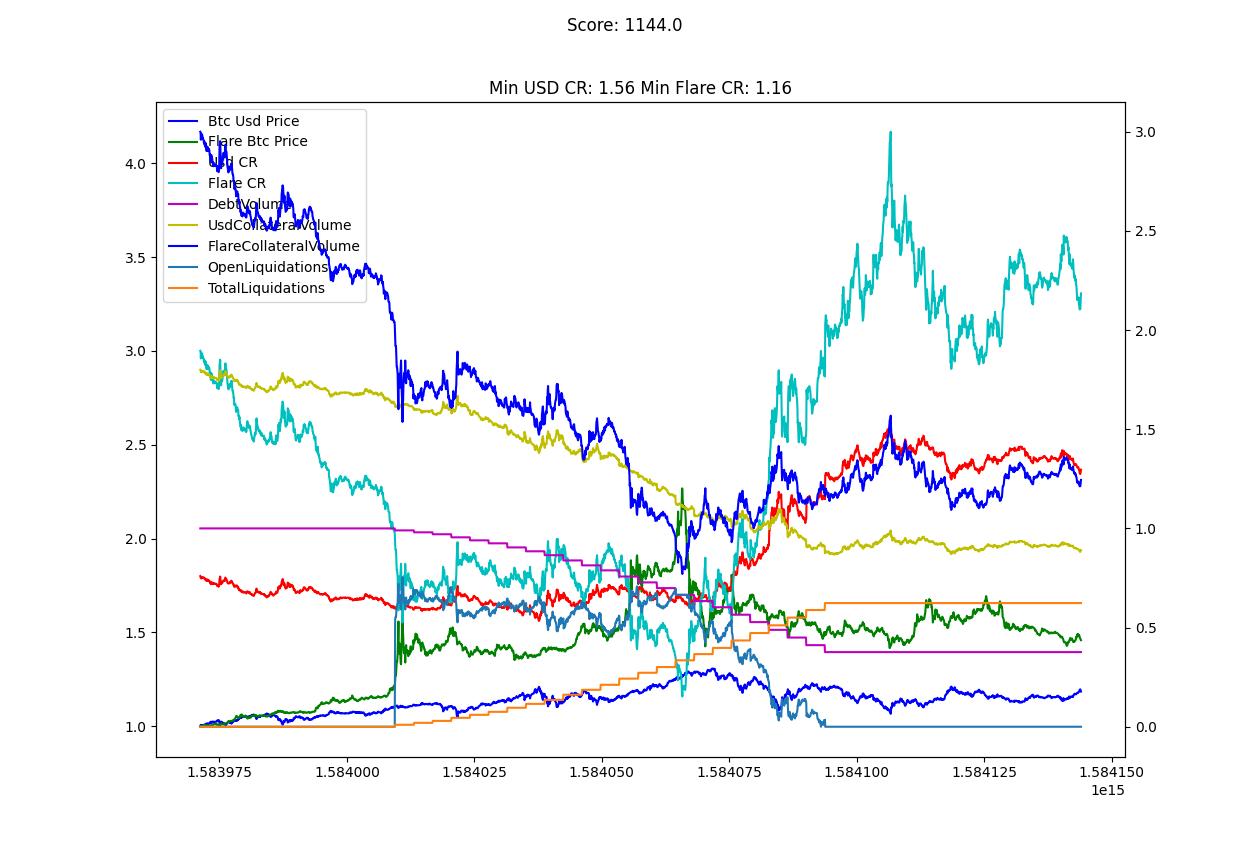 Score: 1144.0
Min USD CR: 1.56 Min Flare CR: 1.16
Btc Usd Price
Flare Btc Price
Usd CR
Flare CR
DebtVolume
UsdCollateralVolume
FlareCollateralVolume
OpenLiquidations
TotalLiquidations
4.0
3.5
3.0
2.5
2.0
1.5
1.0
3.0
2.5
2.0
1.5
1.0
0.5
0.0
1.583975 1.584000 1.584025 1.584050 1.584075 1.584100 1.584125 1.584150
1e15